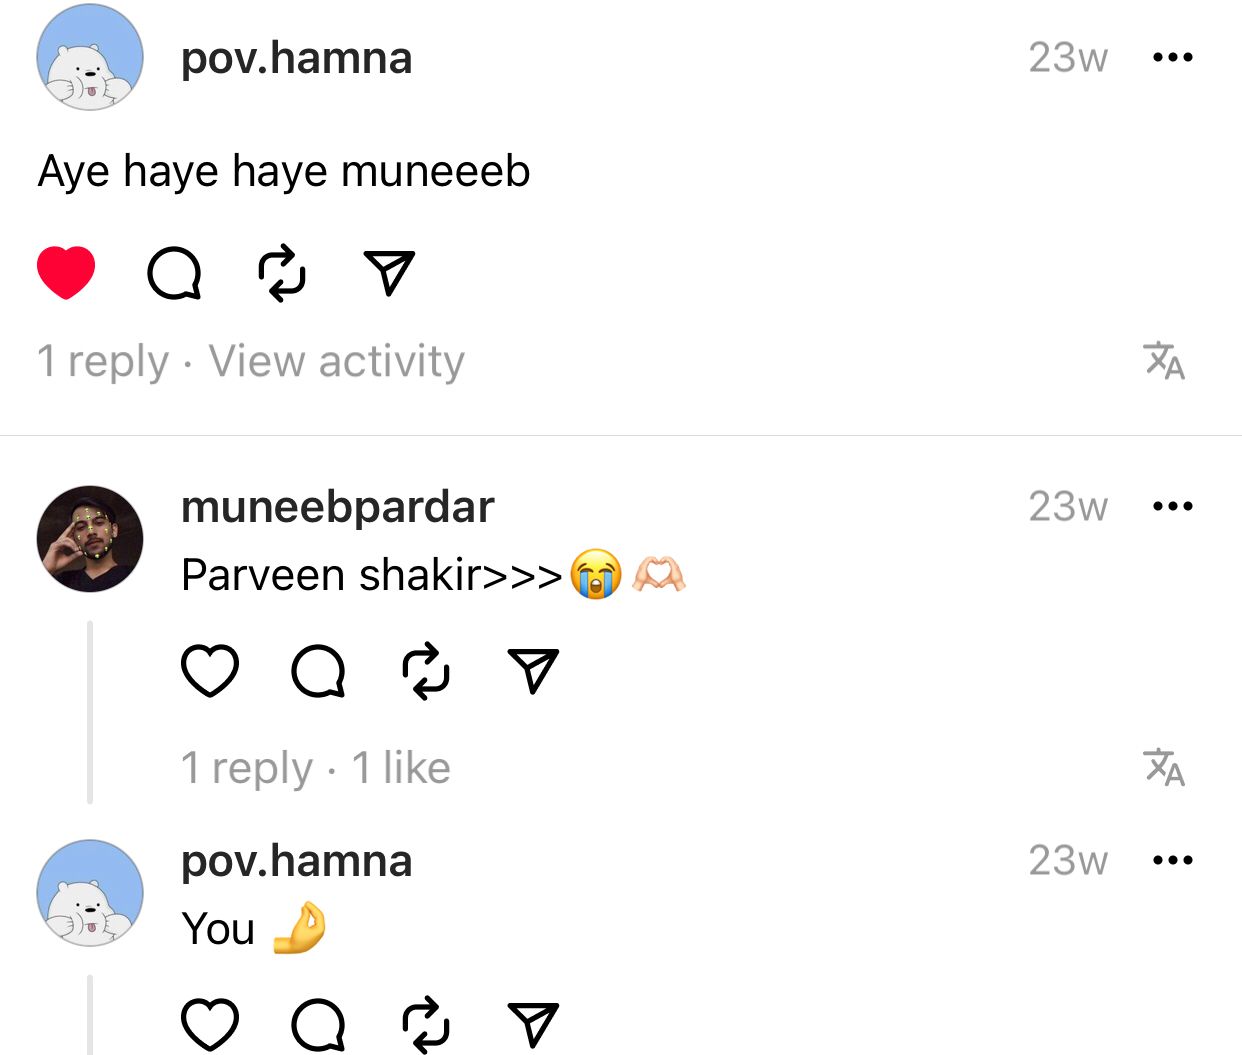 pov.hamna 23w
Aye haye haye muneeeb
1 reply · View activity
muneebpardar 23w
Parveen shakir>>>😭🫶🏻
1 reply · 1 like
pov.hamna 23w
You 🤌